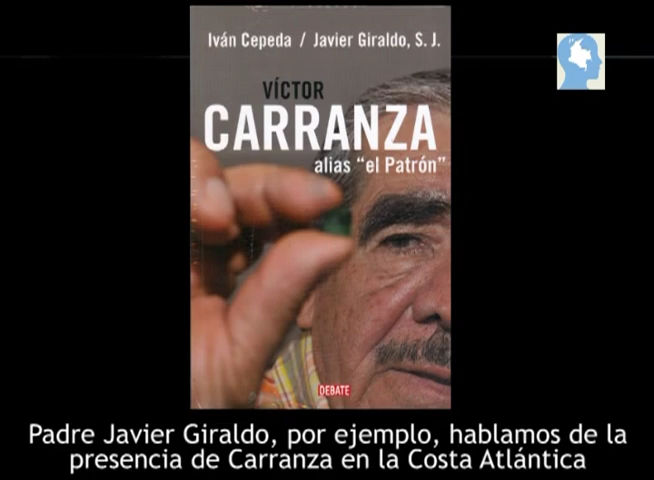 Iván Cepeda / Javier Giraldo, S. J.
VÍCTOR
CARRANZA
alias "el Patrón"
DEBATE
Padre Javier Giraldo, por ejemplo, hablamos de la
presencia de Carranza en la Costa Atlántica